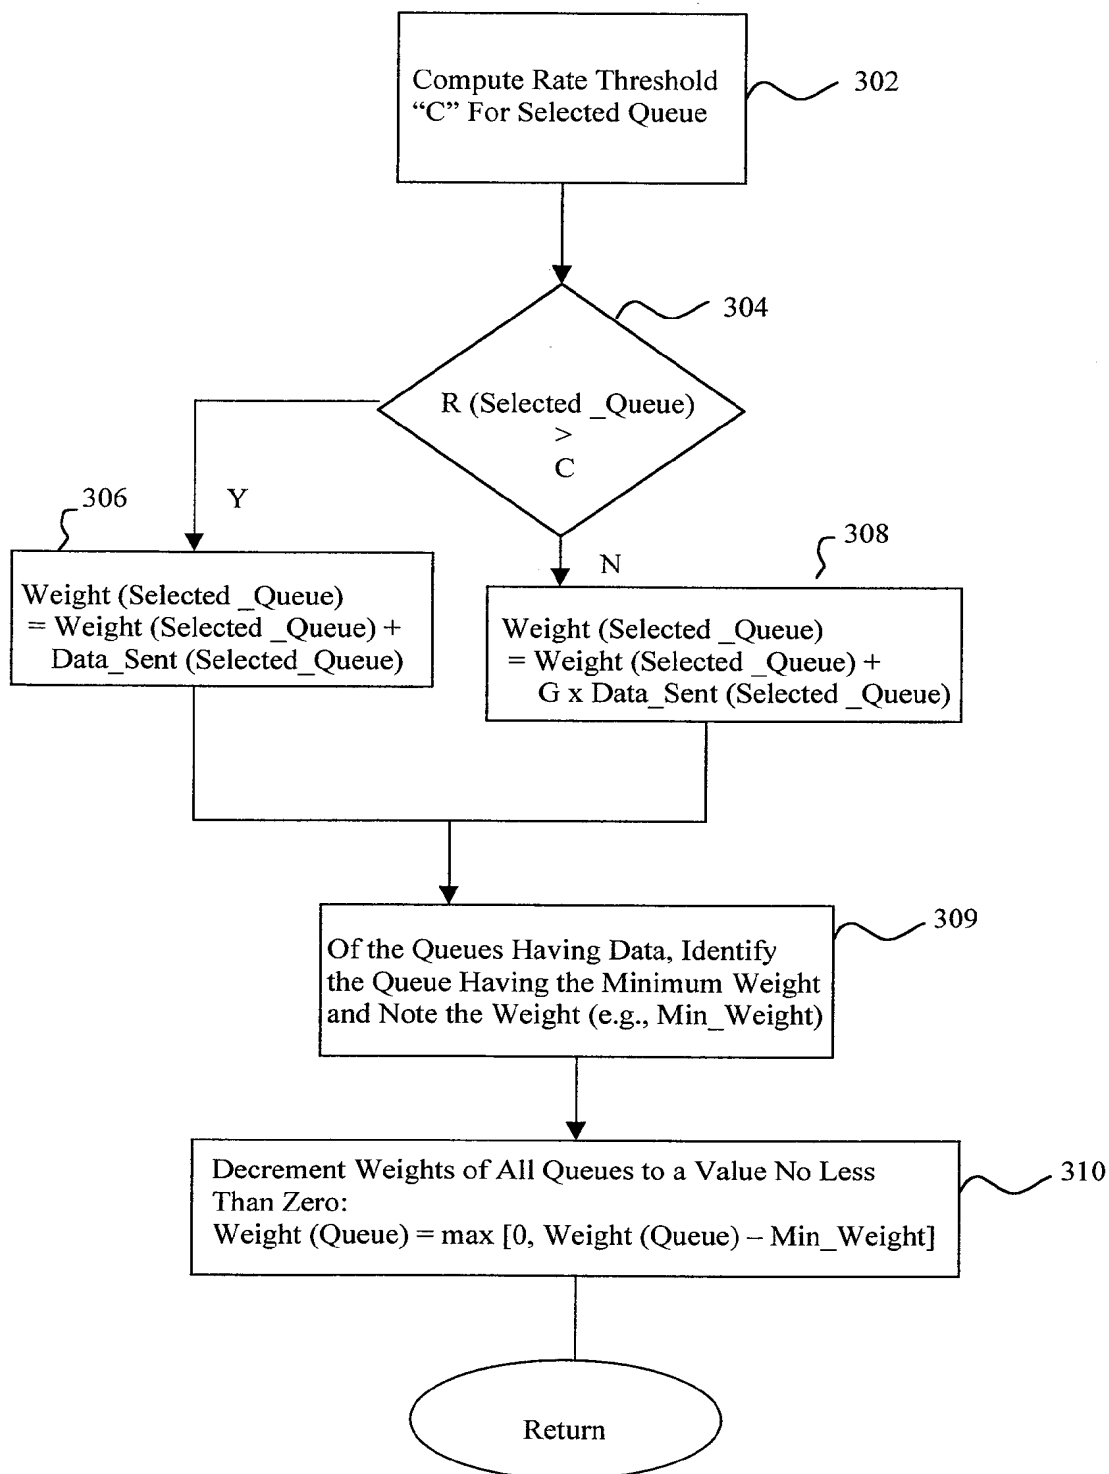 Compute Rate Threshold
“C” For Selected Queue
302
304
R (Selected _Queue)
>
C
Y
N
306
308
Weight (Selected _Queue)
= Weight (Selected _Queue) +
Data_Sent (Selected_Queue)
Weight (Selected _Queue)
= Weight (Selected _Queue) +
G x Data_Sent (Selected _Queue)
309
Of the Queues Having Data, Identify
the Queue Having the Minimum Weight
and Note the Weight (e.g., Min_Weight)
310
Decrement Weights of All Queues to a Value No Less
Than Zero:
Weight (Queue) = max [0, Weight (Queue) – Min_Weight]
Return